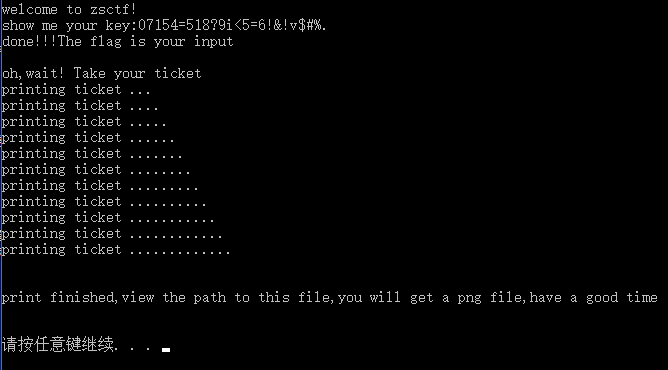 welcome to zsctf!
show me your key:07154=518?9i<5=6!&!v$#%.
done!!!The flag is your input
oh,wait! Take your ticket
printing ticket ...
printing ticket ....
printing ticket .....
printing ticket ......
printing ticket .......
printing ticket ........
printing ticket .........
printing ticket ..........
printing ticket ...........
printing ticket ............
printing ticket .............
print finished,view the path to this file,you will get a png file,have a good time
请按任意键继续. . .